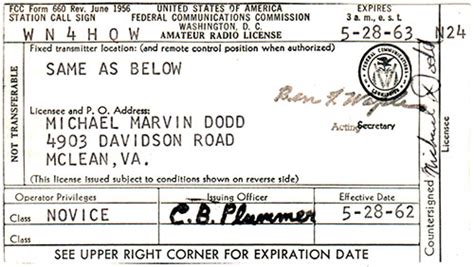 FCC Form 660 Rev. June 1956
UNITED STATES OF AMERICA
EXPIRES
STATION CALL SIGN
FEDERAL COMMUNICATIONS COMMISSION
3 a.m., e.s.t.
WASHINGTON, D. C.
WN4HOW
AMATEUR RADIO LICENSE
5-28-63
N24
Fixed transmitter location: (and remote control position when authorized)
SAME AS BELOW
NOT TRANSFERABLE
Ben F. Waple
Acting Secretary
Licensee and P. O. Address:
MICHAEL MARVIN DODD
4903 DAVIDSON ROAD
MCLEAN,VA.
(This license issued subject to conditions shown on reverse side)
Countersigned Michael Dodd
Licensee
Operator Privileges
Issuing Officer
Effective Date
Class NOVICE
C.B. Plummer
5-28-62
Class
SEE UPPER RIGHT CORNER FOR EXPIRATION DATE